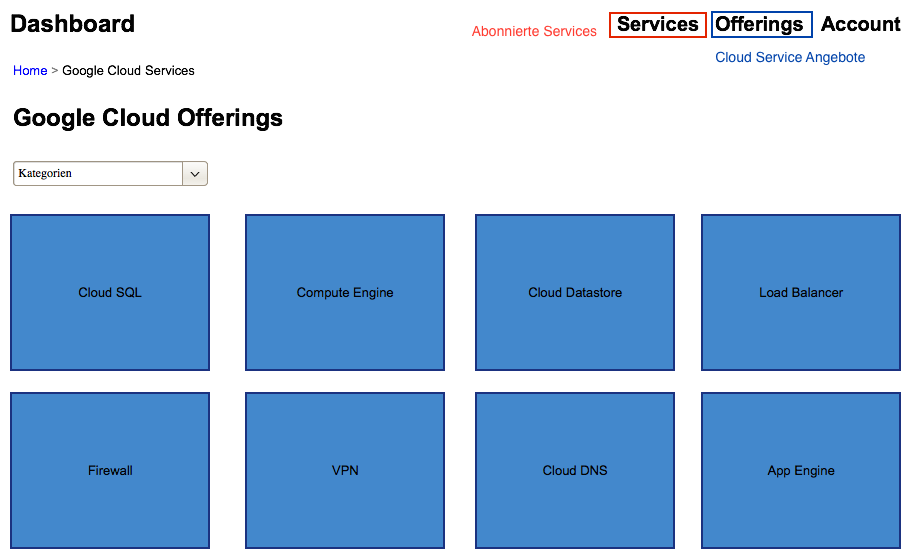 Dashboard
Abonnierte Services
Services
Offerings
Account
Cloud Service Angebote
Home > Google Cloud Services
Google Cloud Offerings
Kategorien
Cloud SQL
Compute Engine
Cloud Datastore
Load Balancer
Firewall
VPN
Cloud DNS
App Engine